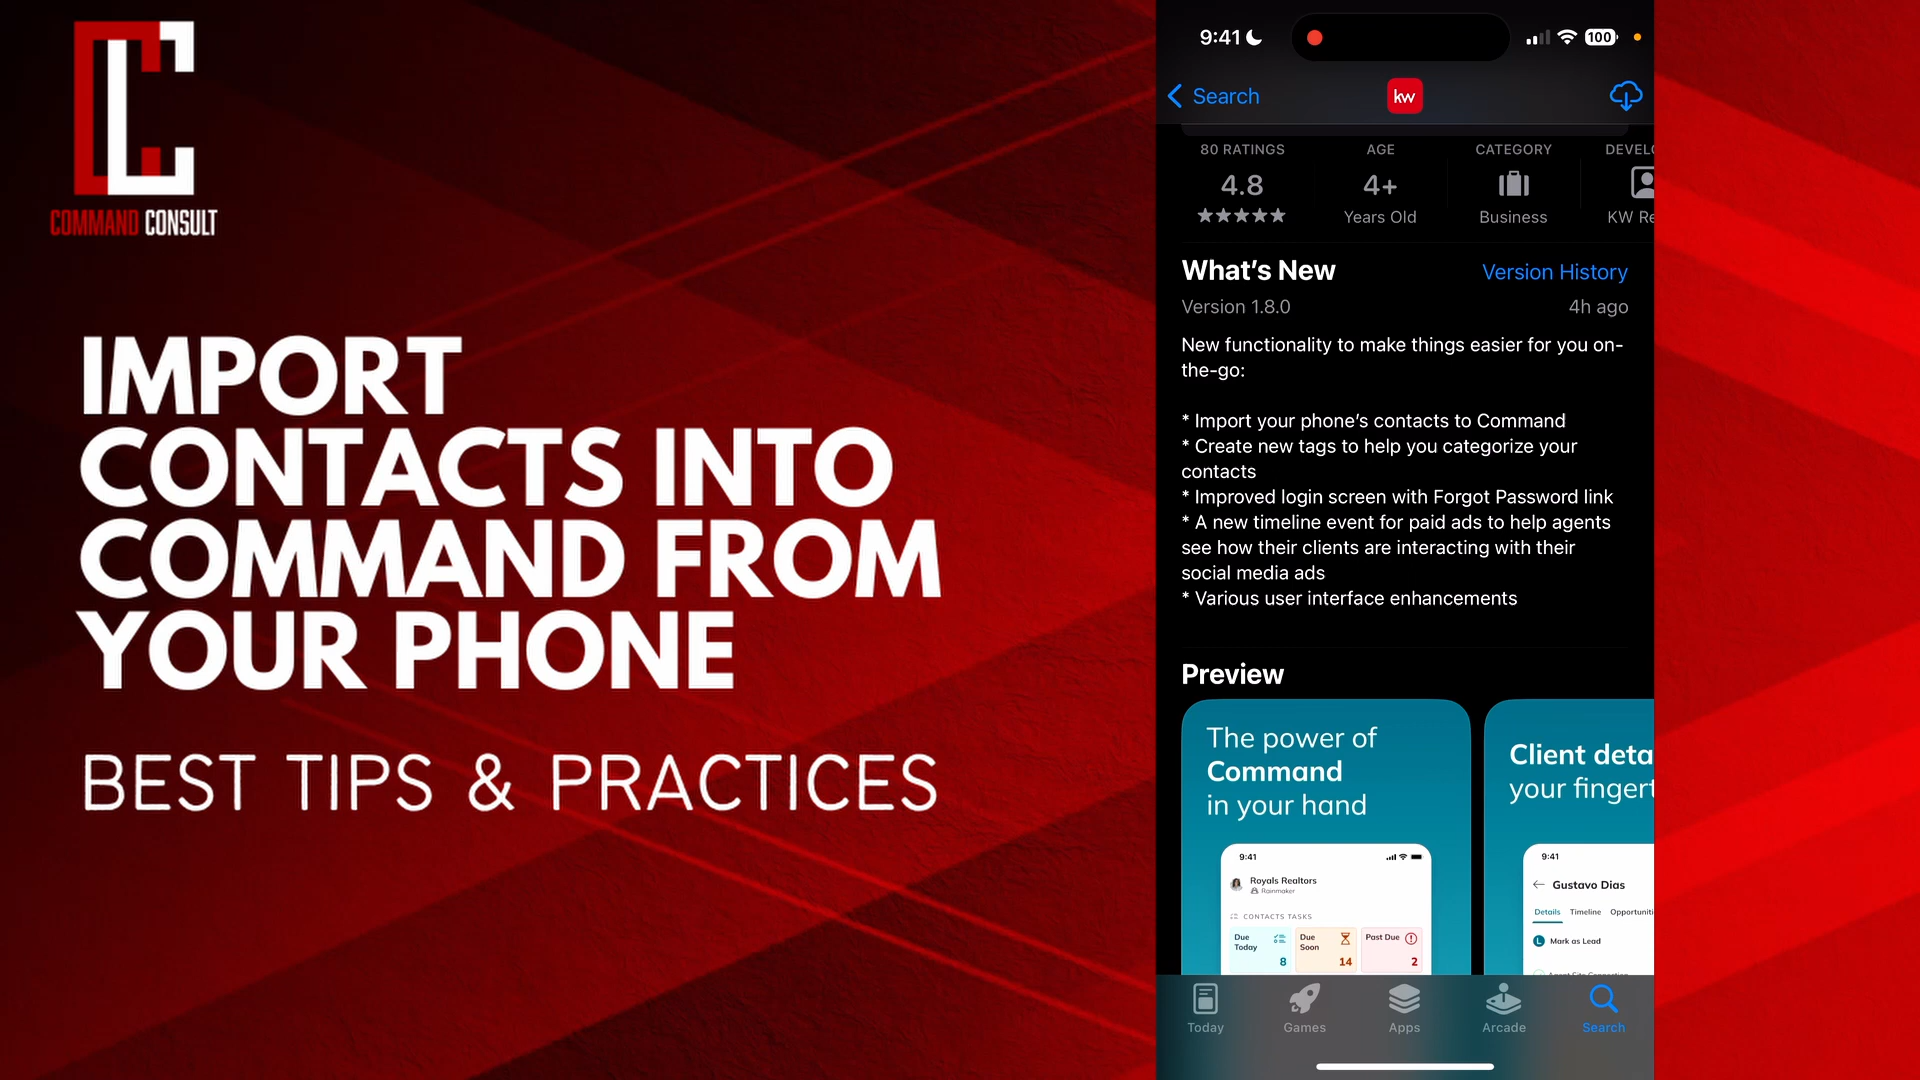 COMMAND CONSULT
IMPORT
CONTACTS INTO
COMMAND FROM
YOUR PHONE
BEST TIPS & PRACTICES
9:41
100
Search
kw
80 RATINGS
AGE
CATEGORY
4.8
4+
Years Old
Business
What's New
Version History
Version 1.8.0
4h ago
New functionality to make things easier for you on-
the-go:
* Import your phone's contacts to Command
* Create new tags to help you categorize your
contacts
* Improved login screen with Forgot Password link
* A new timeline event for paid ads to help agents
see how their clients are interacting with their
social media ads
* Various user interface enhancements
Preview
The power of
Command
in your hand
9:41
Royals Realtors
Rainmaker
CONTACTS TASKS
Due
Today
8
Due
Soon
14
Past Due
2
Client
your
9:41
Gustavo Dias
Details
Timeline
L
Mark as Lead
Today
Games
Apps
Arcade
Search